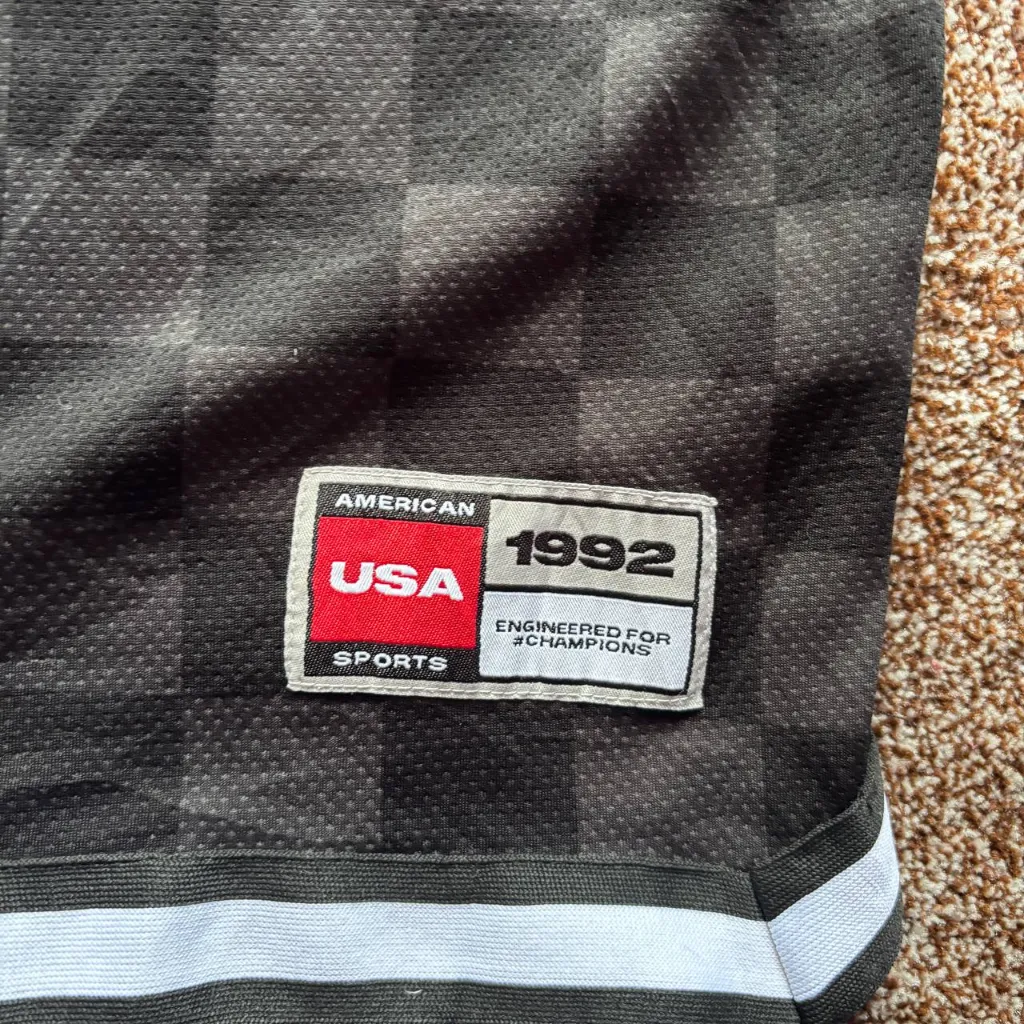 AMERICAN
USA
SPORTS
1992
ENGINEERED FOR
#CHAMPIONS